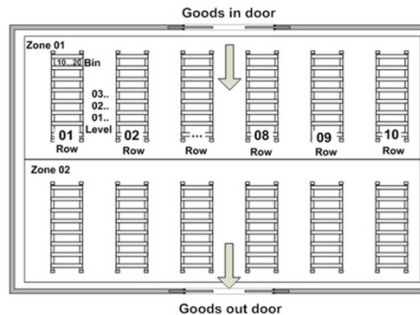 Goods in door
Zone 01
10...20 Bin
03..
02..
01..
Level
01 02 ... 08 09 10
Row Row Row Row Row Row
Zone 02
Goods out door